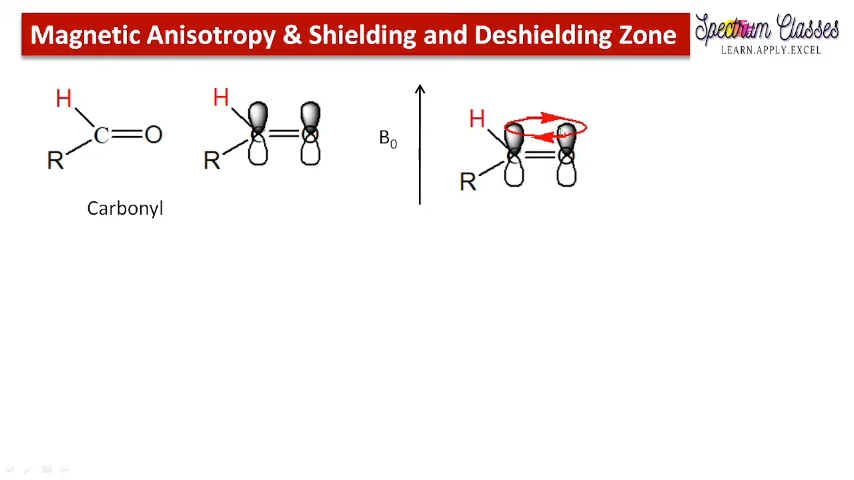 Magnetic Anisotropy & Shielding and Deshielding Zone
Spectrum Classes
LEARN.APPLY.EXCEL
H
C
O
R
Carbonyl
H
C
O
R
B0
H
C
O
R